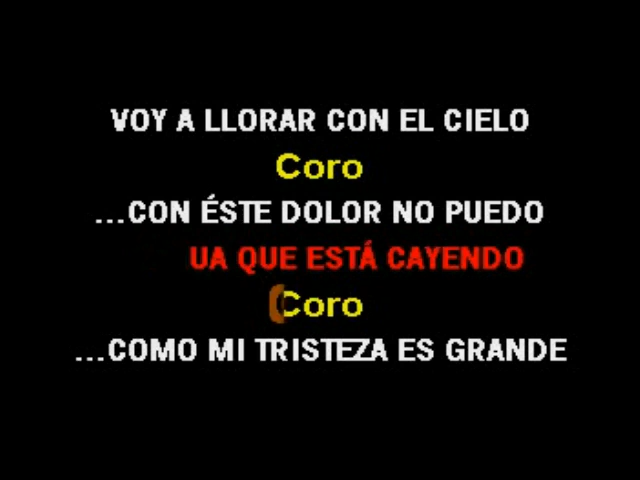 VOY A LLORAR CON EL CIELO
Coro
...CON ÉSTE DOLOR NO PUEDO
UA QUE ESTÁ CAYENDO
Coro
...COMO MI TRISTEZA ES GRANDE